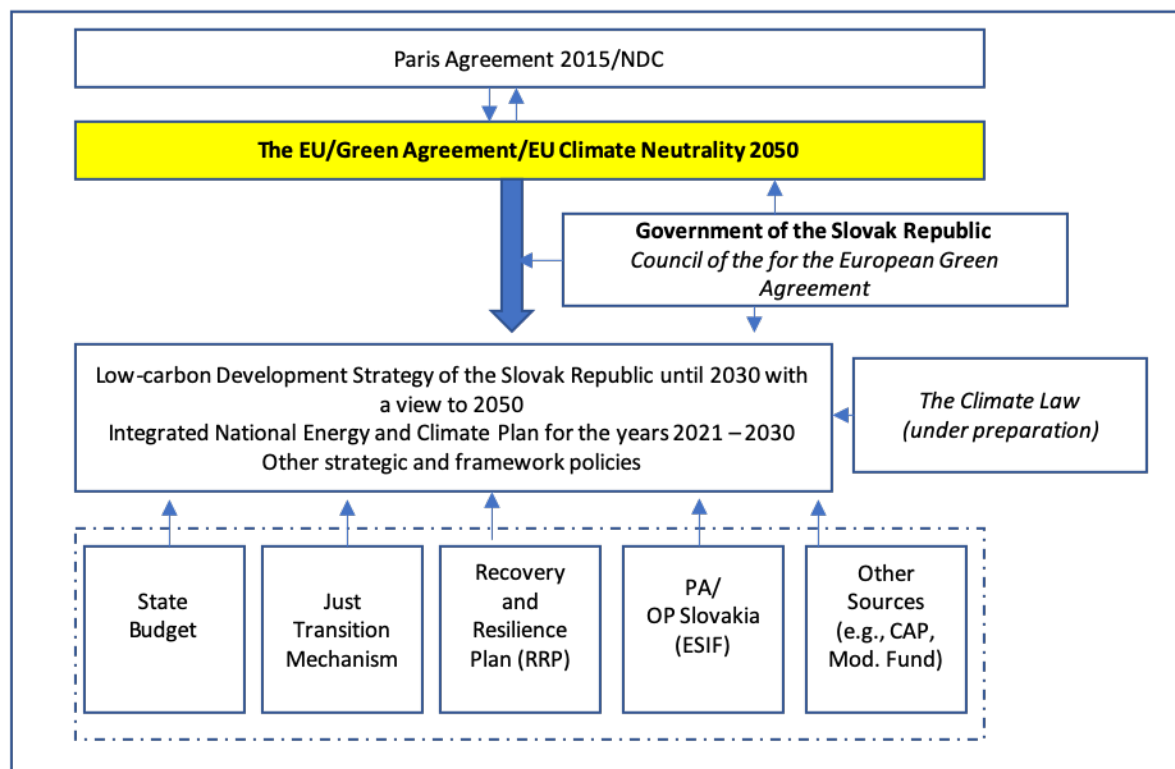 Paris Agreement 2015/NDC
The EU/Green Agreement/EU Climate Neutrality 2050
Government of the Slovak Republic
Council of the for the European Green
Agreement
Low-carbon Development Strategy of the Slovak Republic until 2030 with
a view to 2050
Integrated National Energy and Climate Plan for the years 2021 – 2030
Other strategic and framework policies
The Climate Law
(under preparation)
State
Budget
Just
Transition
Mechanism
Recovery
and
Resilience
Plan (RRP)
PA/
OP Slovakia
(ESIF)
Other
Sources
(e.g., CAP,
Mod. Fund)